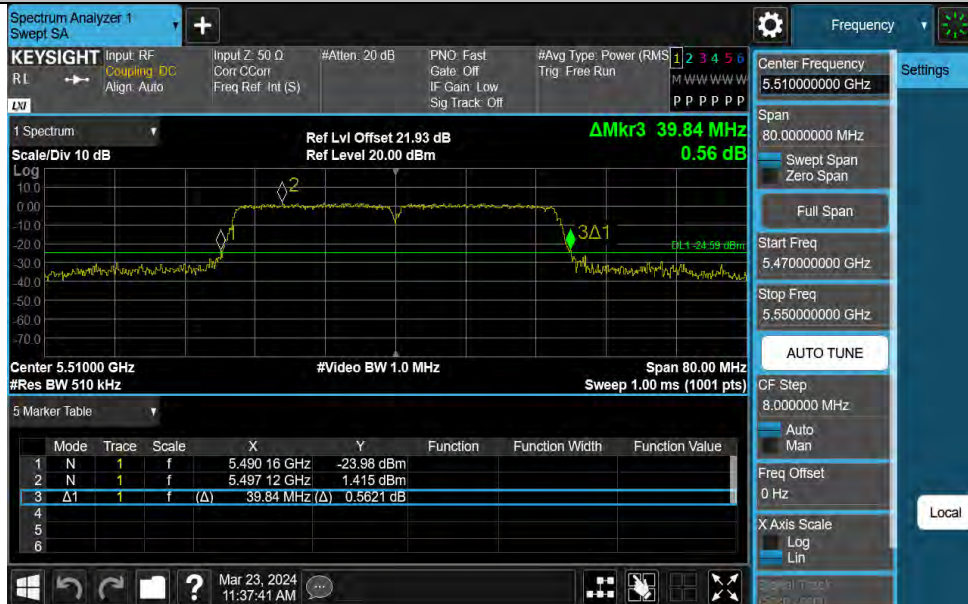 Spectrum Analyzer 1
Swept SA
+
Frequency
KEYSIGHT
Input: RF
Coupling: DC
Align: Auto
RL
LXI
Input Z: 50 Ω
Corr CCorr
Freq Ref: Int (S)
#Atten: 20 dB
PNO: Fast
Gate: Off
IF Gain: Low
Sig Track: Off
#Avg Type: Power (RMS
Trig: Free Run
1 2 3 4 5 6
M W W W W W
P P P P P P
1 Spectrum
Scale/Div 10 dB
Ref Lvl Offset 21.93 dB
Ref Level 20.00 dBm
ΔMkr3 39.84 MHz
0.56 dB
Log
10.0
0.00
-10.0
-20.0
-30.0
-40.0
-50.0
-60.0
-70.0
1
2
3Δ1
DL1 -24.59 dBm
Center 5.51000 GHz
#Video BW 1.0 MHz
Span 80.00 MHz
#Res BW 510 kHz
Sweep 1.00 ms (1001 pts)
5 Marker Table
Mode Trace Scale X Y Function Function Width Function Value
1 N 1 f 5.490 16 GHz -23.98 dBm
2 N 1 f 5.497 12 GHz 1.415 dBm
3 Δ1 1 f (Δ) 39.84 MHz (Δ) 0.5621 dB
4
5
6
Mar 23, 2024
11:37:41 AM
?
Center Frequency
5.510000000 GHz
Span
80.0000000 MHz
Swept Span
Zero Span
Full Span
Start Freq
5.470000000 GHz
Stop Freq
5.550000000 GHz
AUTO TUNE
CF Step
8.000000 MHz
Auto
Man
Freq Offset
0 Hz
X Axis Scale
Log
Lin
Signal Track
Settings
Local